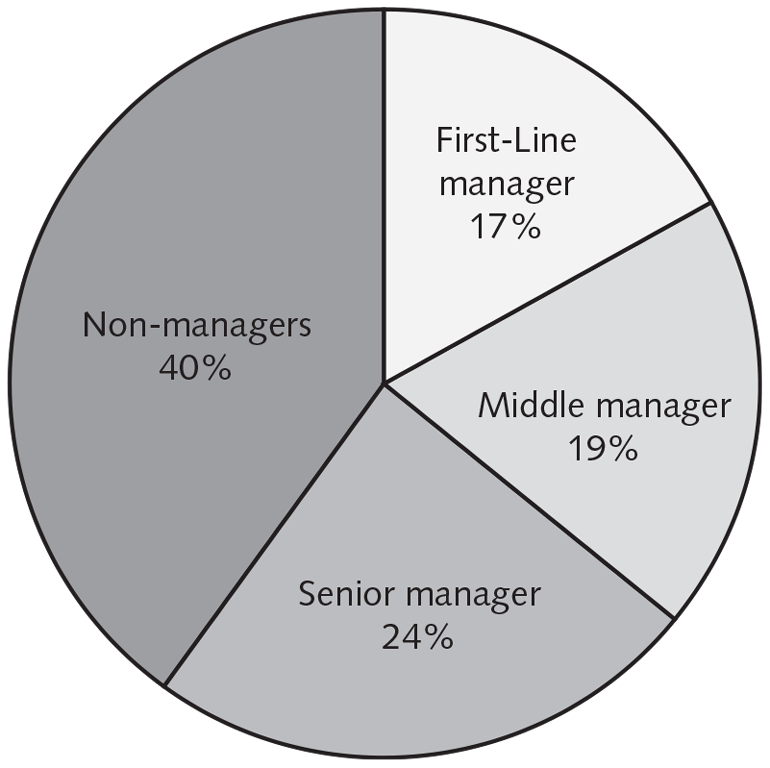 First-Line
manager
17%
Middle manager
19%
Senior manager
24%
Non-managers
40%